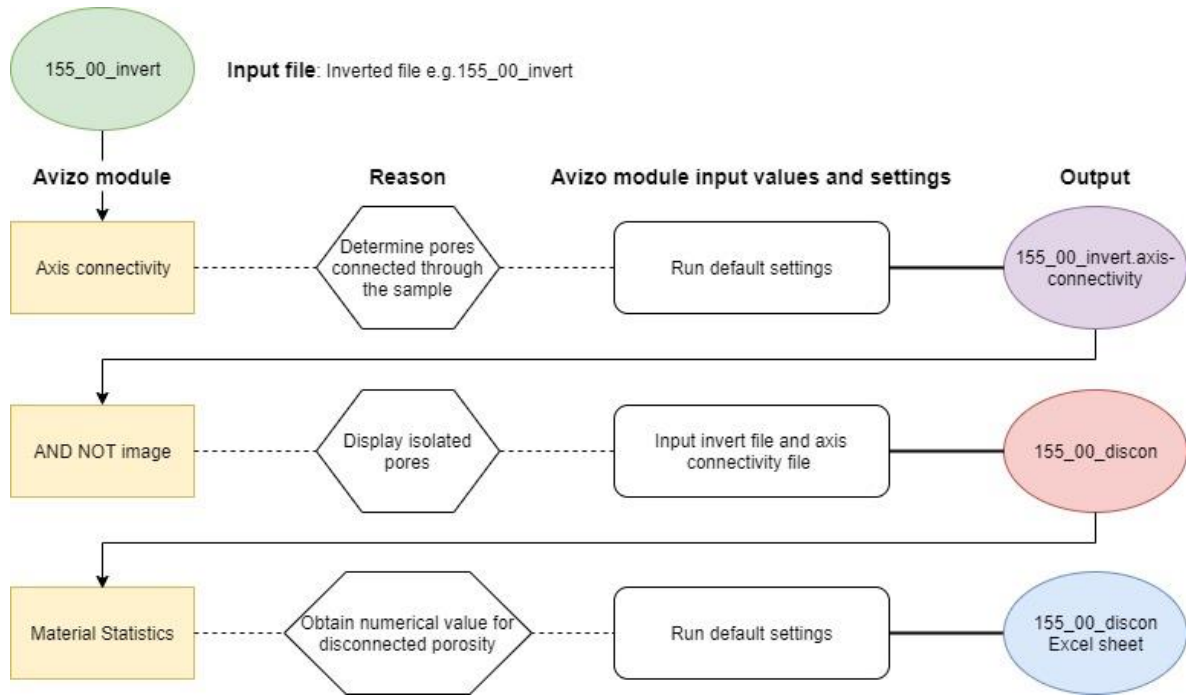 155_00_invert
Input file: Inverted file e.g.155_00_invert
Avizo module
Reason
Avizo module input values and settings
Output
Axis connectivity
Determine pores
connected through
the sample
Run default settings
155_00_invert.axis-
connectivity
AND NOT image
Display isolated
pores
Input invert file and axis
connectivity file
155_00_discon
Material Statistics
Obtain numerical value for
disconnected porosity
Run default settings
155_00_discon
Excel sheet